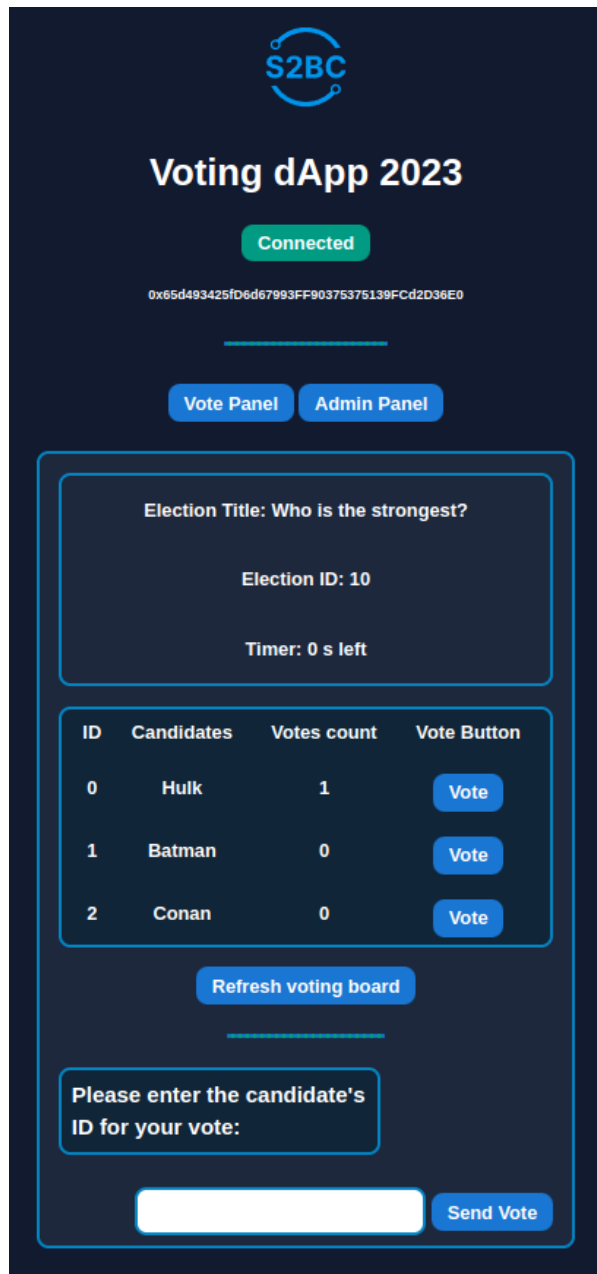 S2BC
Voting dApp 2023
Connected
0x65d493425fD6d67993FF90375375139FCd2D36E0
Vote Panel Admin Panel
Election Title: Who is the strongest?
Election ID: 10
Timer: 0 s left
ID Candidates Votes count Vote Button
0 Hulk 1 Vote
1 Batman 0 Vote
2 Conan 0 Vote
Refresh voting board
Please enter the candidate's
ID for your vote:
Send Vote